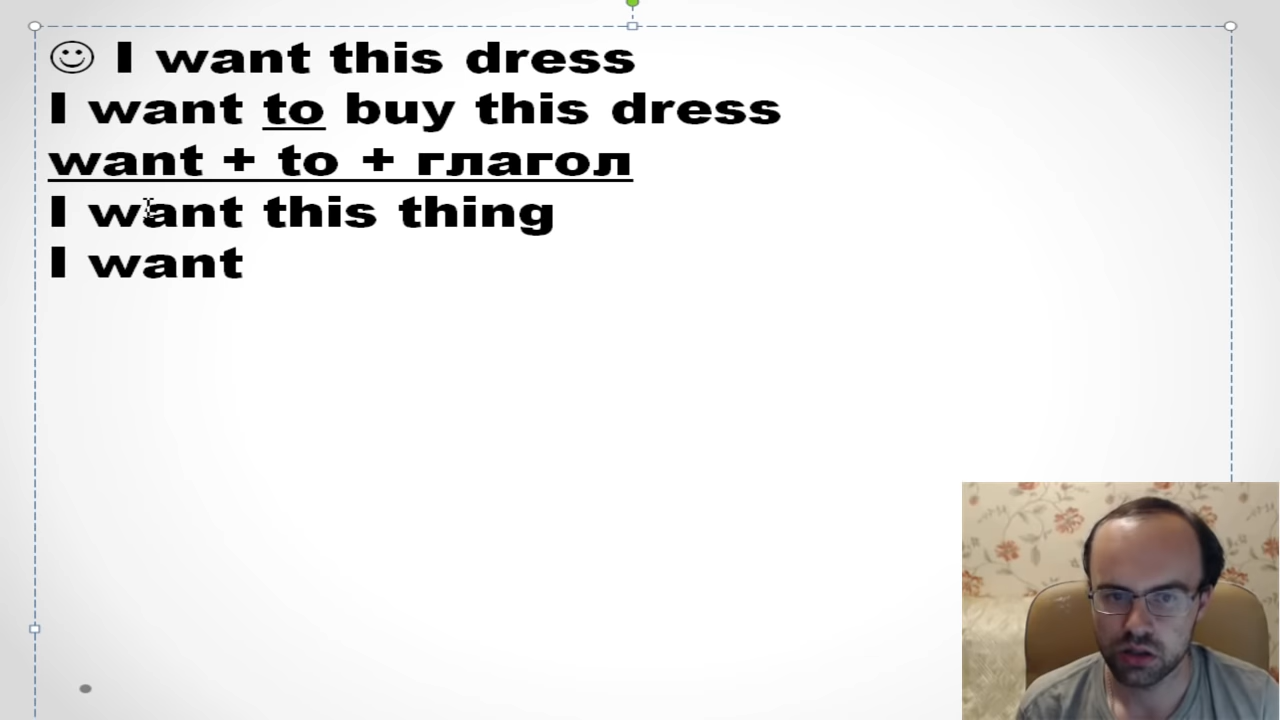 ☺ I want this dress
I want to buy this dress
want + to + глагол
I want this thing
I want